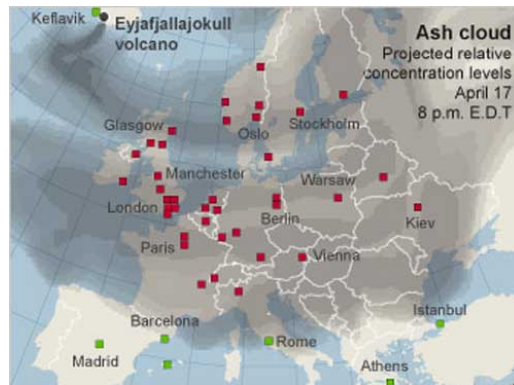 Keflavik
Eyjafjallajokull
volcano
Ash cloud
Projected relative
concentration levels
April 17
8 p.m. E.D.T
Glasgow
Oslo
Stockholm
Manchester
London
Warsaw
Berlin
Kiev
Paris
Vienna
Barcelona
Istanbul
Madrid
Rome
Athens